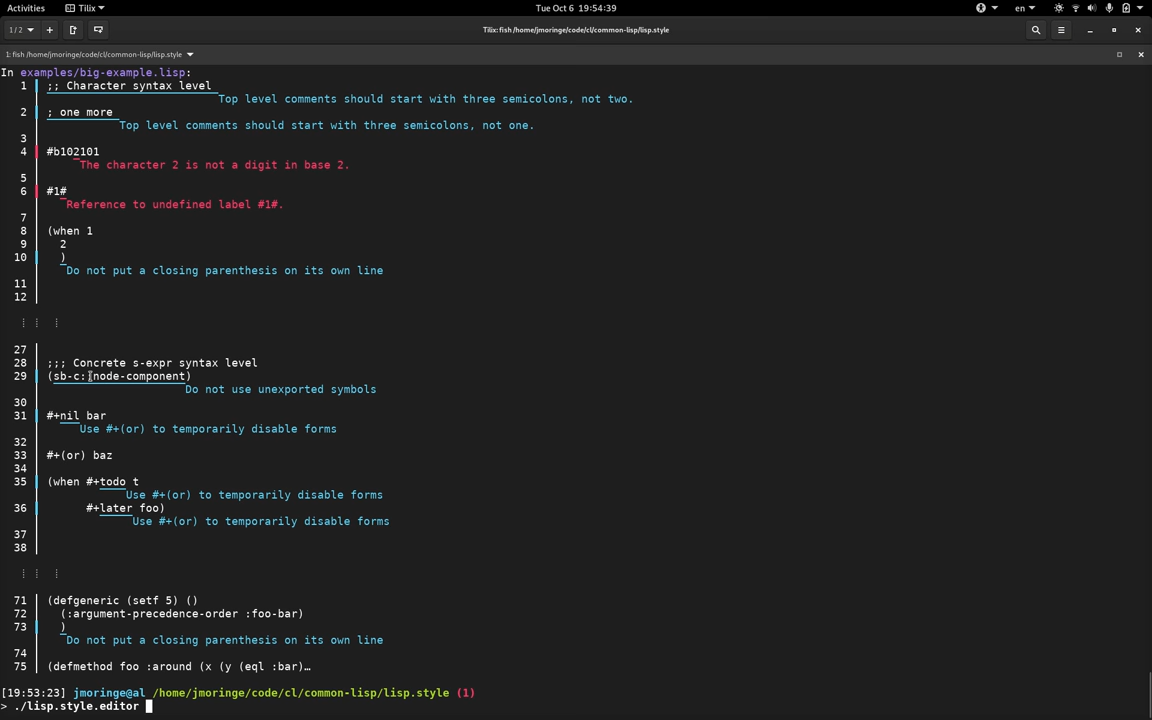 Activities Tilix Tue Oct 6 19:54:39 en
1 / 2 Tilix: fish /home/jmoringe/code/cl/common-lisp/lisp.style
1: fish /home/jmoringe/code/cl/common-lisp/lisp.style
In examples/big-example.lisp:
1 ;; Character syntax level
Top level comments should start with three semicolons, not two.
2 ; one more
Top level comments should start with three semicolons, not one.
3
4 #b102101
The character 2 is not a digit in base 2.
5
6 #1#
Reference to undefined label #1#.
7
8 (when 1
9 2
10 )
Do not put a closing parenthesis on its own line
11
12
27
28 ;;; Concrete s-expr syntax level
29 (sb-c::node-component)
Do not use unexported symbols
30
31 #+nil bar
Use #+(or) to temporarily disable forms
32
33 #+(or) baz
34
35 (when #+todo t
Use #+(or) to temporarily disable forms
36 #+later foo)
Use #+(or) to temporarily disable forms
37
38
71 (defgeneric (setf 5) ()
72 (:argument-precedence-order :foo-bar)
73 )
Do not put a closing parenthesis on its own line
74
75 (defmethod foo :around (x (y (eql :bar)…
[19:53:23] jmoringe@al /home/jmoringe/code/cl/common-lisp/lisp.style (1)
> ./lisp.style.editor